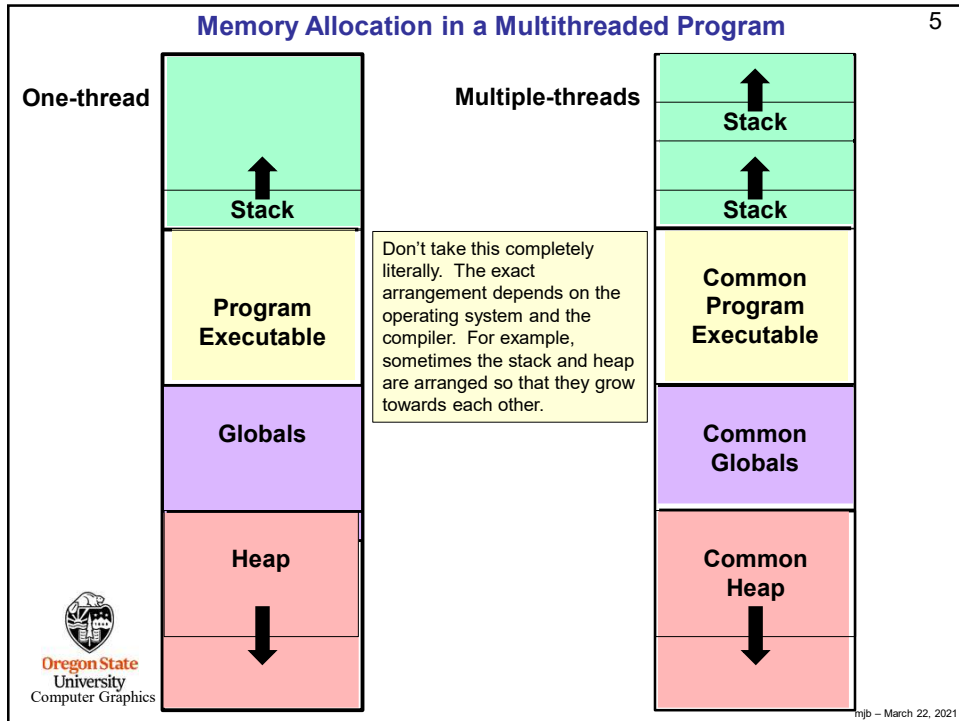 Memory Allocation in a Multithreaded Program
5
One-thread
Stack
Program
Executable
Globals
Heap
Don’t take this completely
literally.  The exact
arrangement depends on the
operating system and the
compiler.  For example,
sometimes the stack and heap
are arranged so that they grow
towards each other.
Multiple-threads
Stack
Stack
Common
Program
Executable
Common
Globals
Common
Heap
Oregon State
University
Computer Graphics
mjb – March 22, 2021